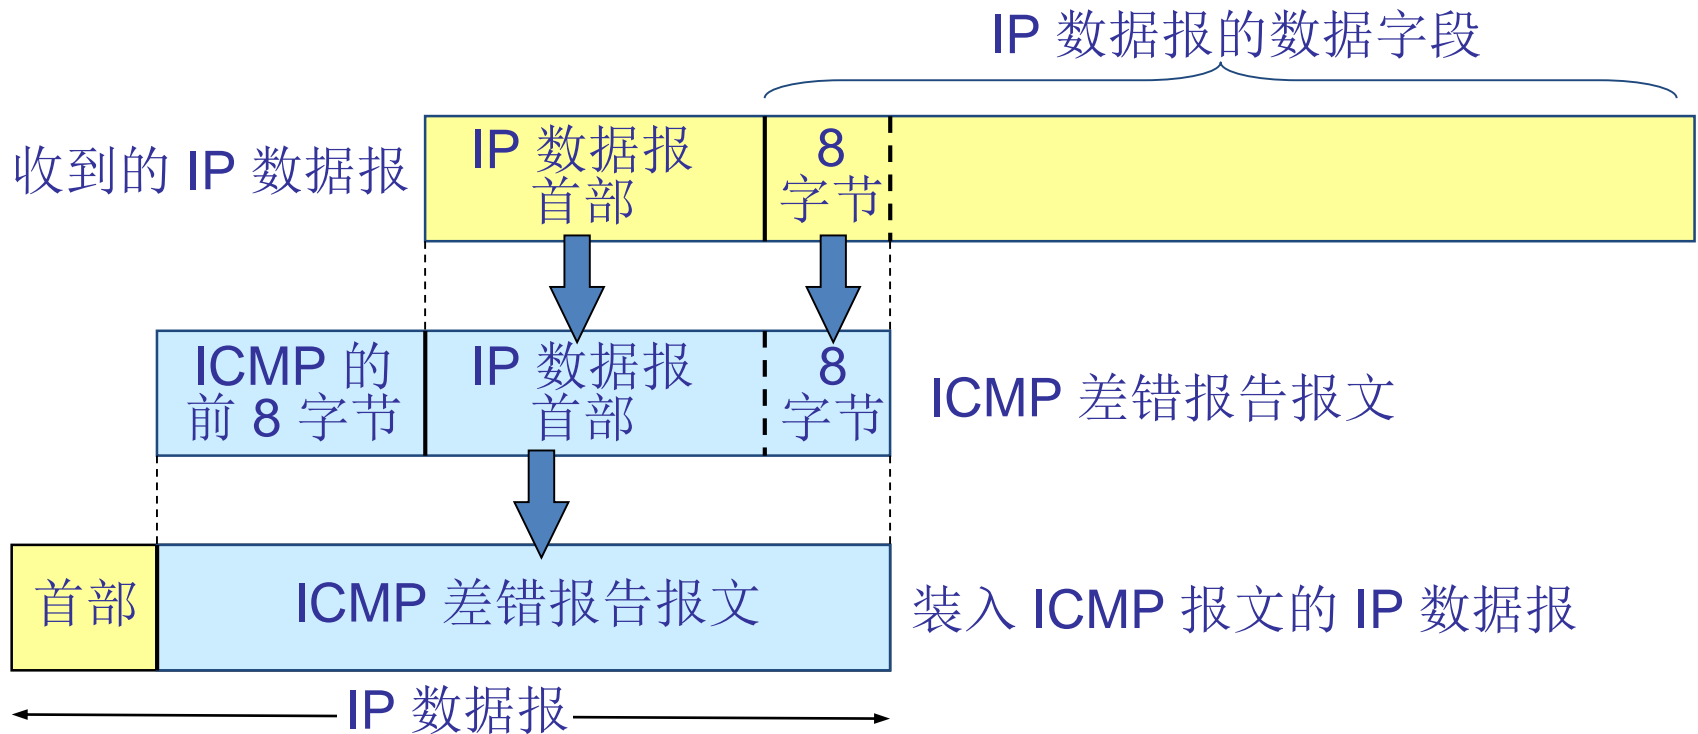 IP 数据报的数据字段
收到的 IP 数据报
IP 数据报
首部
8
字节
ICMP 的
前 8 字节
IP 数据报
首部
8
字节
ICMP 差错报告报文
首部
ICMP 差错报告报文
装入 ICMP 报文的 IP 数据报
IP 数据报